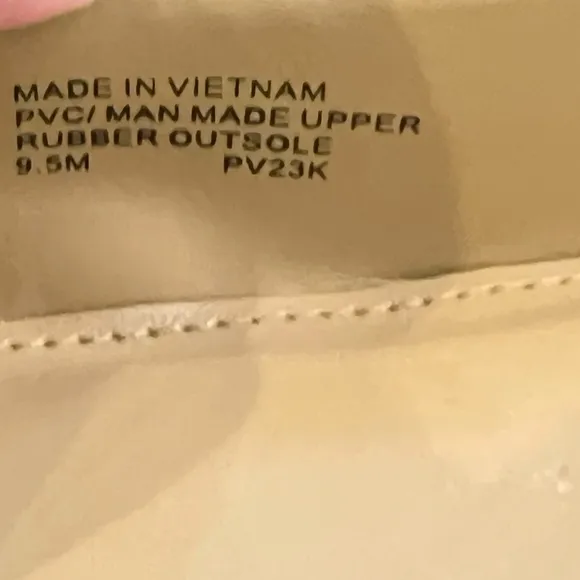 MADE IN VIETNAM
PVC/ MAN MADE UPPER
RUBBER OUTSOLE
9.5M PV23K